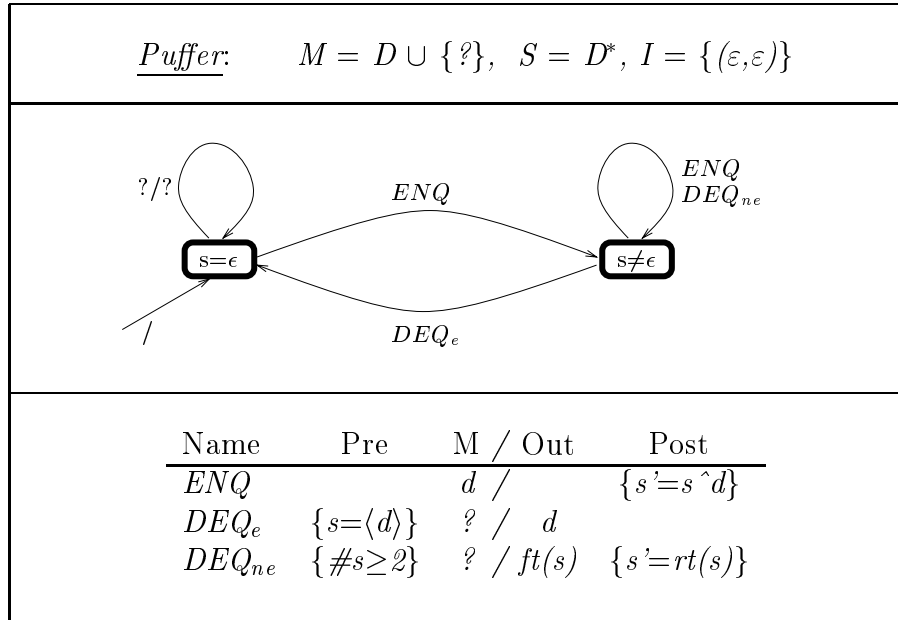 Puffer: M = D ∪ {?}, S = D*, I = {(ε,ε)}
?/?
ENQ
ENQ
DEQne
s=ϵ
s≠ϵ
/
DEQe
Name Pre M / Out Post
ENQ d / {s'=s^d}
DEQe {s=⟨d⟩} ? / d
DEQne {#s≥2} ? / ft(s) {s'=rt(s)}